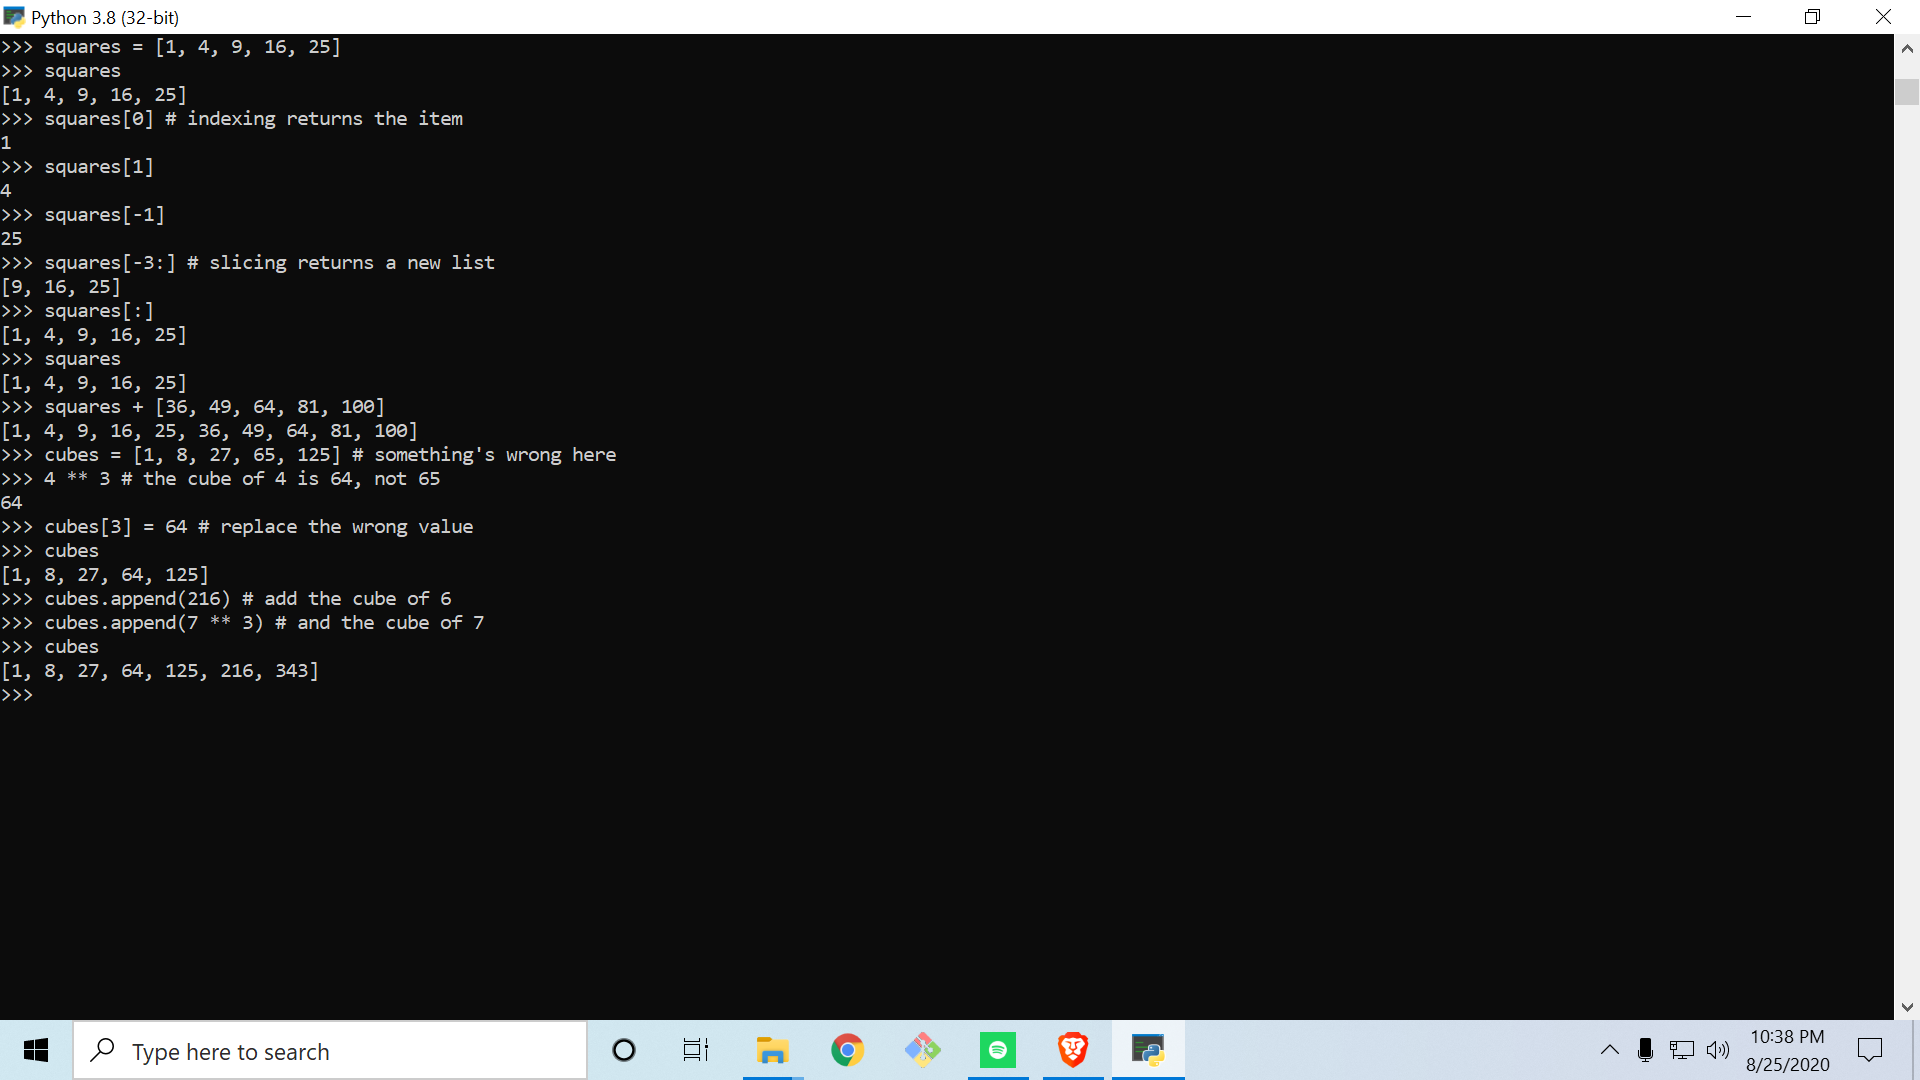 Python 3.8 (32-bit)
>>> squares = [1, 4, 9, 16, 25]
>>> squares
[1, 4, 9, 16, 25]
>>> squares[0] # indexing returns the item
1
>>> squares[1]
4
>>> squares[-1]
25
>>> squares[-3:] # slicing returns a new list
[9, 16, 25]
>>> squares[:]
[1, 4, 9, 16, 25]
>>> squares
[1, 4, 9, 16, 25]
>>> squares + [36, 49, 64, 81, 100]
[1, 4, 9, 16, 25, 36, 49, 64, 81, 100]
>>> cubes = [1, 8, 27, 65, 125] # something's wrong here
>>> 4 ** 3 # the cube of 4 is 64, not 65
64
>>> cubes[3] = 64 # replace the wrong value
>>> cubes
[1, 8, 27, 64, 125]
>>> cubes.append(216) # add the cube of 6
>>> cubes.append(7 ** 3) # and the cube of 7
>>> cubes
[1, 8, 27, 64, 125, 216, 343]
>>>
Type here to search
10:38 PM
8/25/2020